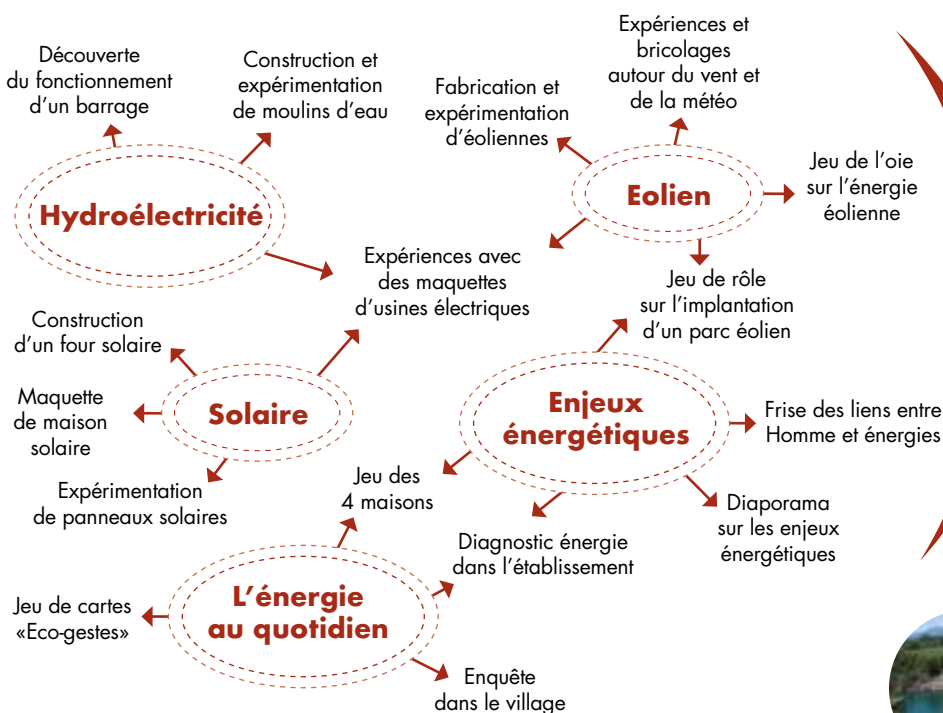 Découverte
du fonctionnement
d'un barrage
Construction et
expérimentation
de moulins d'eau
Hydroélectricité
Expériences et
bricolages
autour du vent et
de la météo
Fabrication et
expérimentation
d'éoliennes
Eolien
Jeu de l'oie
sur l'énergie
éolienne
Expériences avec
des maquettes
d'usines électriques
Jeu de rôle
sur l'implantation
d'un parc éolien
Construction
d'un four solaire
Maquette
de maison
solaire
Solaire
Expérimentation
de panneaux solaires
Enjeux
énergétiques
Frise des liens entre
Homme et énergies
Jeu des
4 maisons
Diagnostic énergie
dans l'établissement
Diaporama
sur les enjeux
énergétiques
L'énergie
au quotidien
Jeu de cartes
«Eco-gestes»
Enquête
dans le village